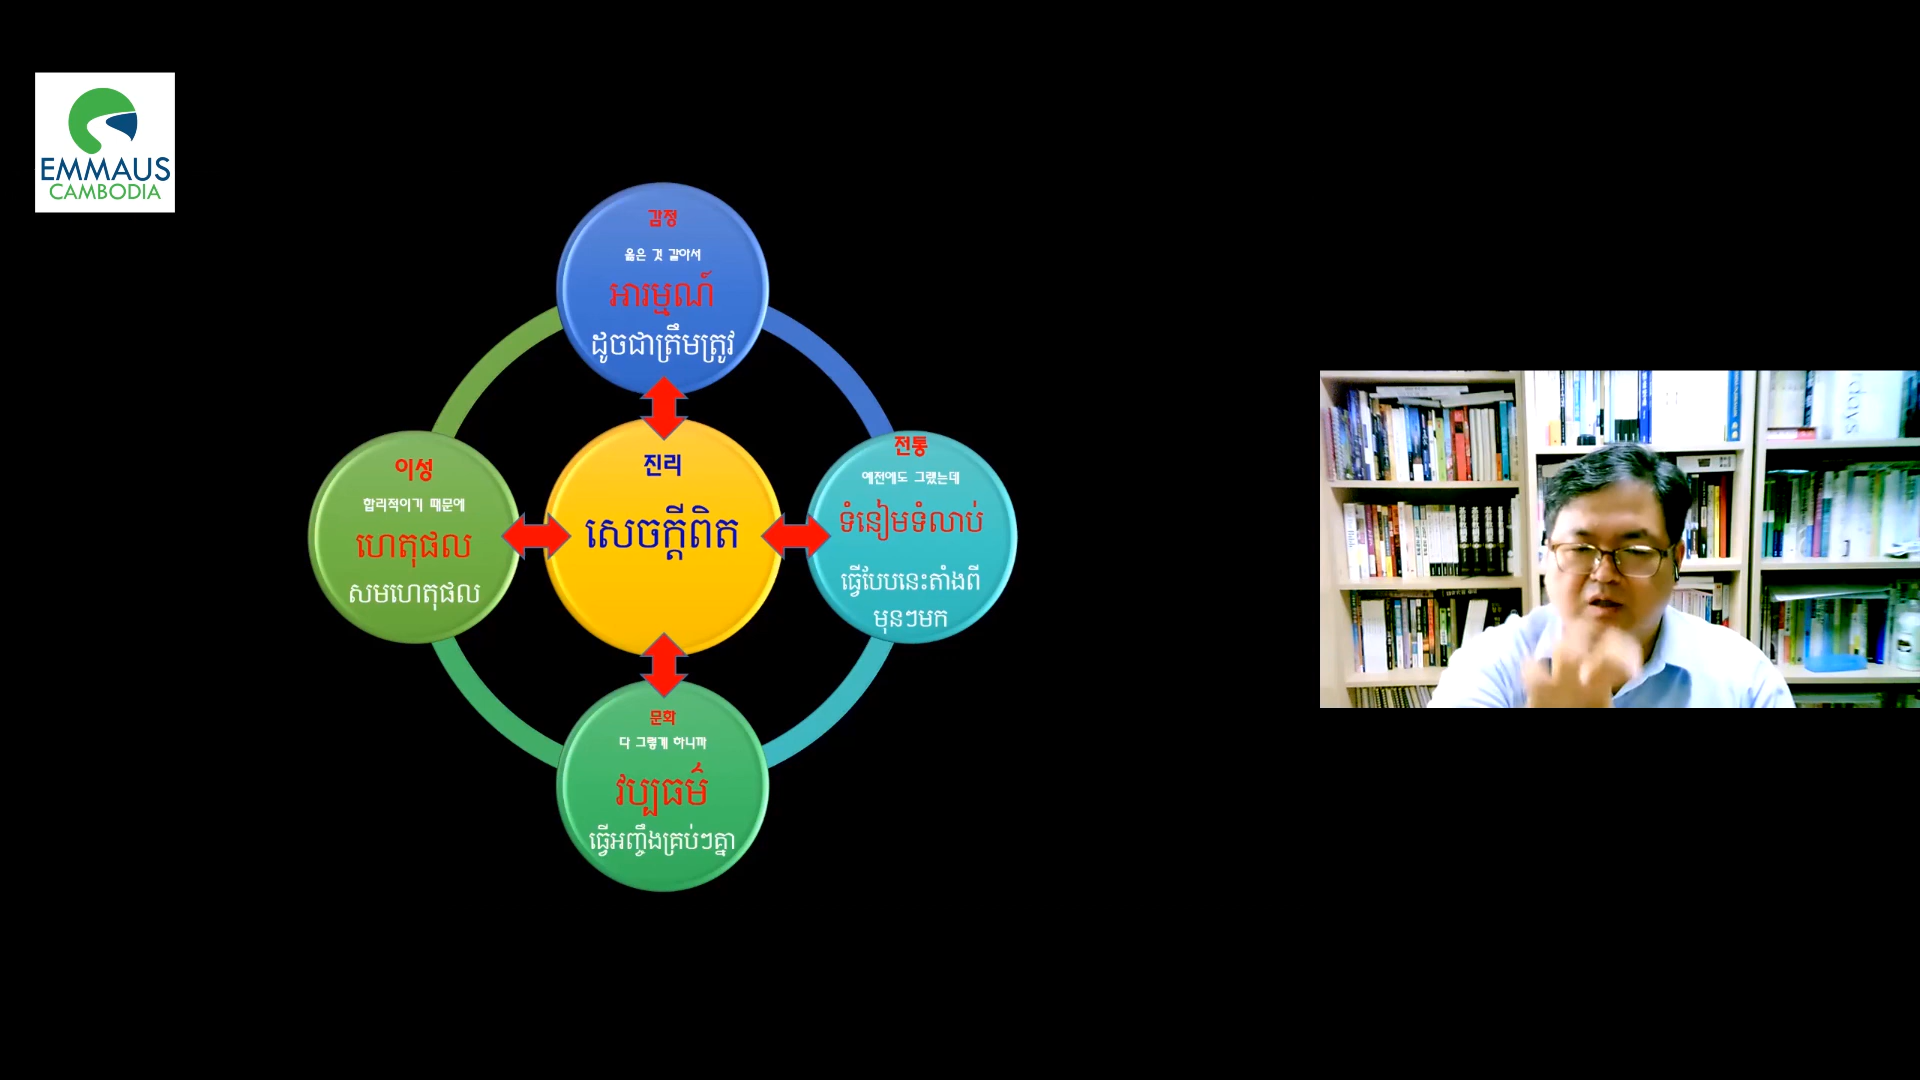 EMMAUS
CAMBODIA
감정
옳은 것 같아서
អារម្មណ៍
ដូចជាត្រឹមត្រូវ
이성
합리적이기 때문에
ហេតុផល
សមហេតុផល
진리
សេចក្តីពិត
전통
예전에도 그랬는데
ទំនៀមទំលាប់
ធ្វើបែបនេះតាំងពី
មុនៗមក
문화
다 그렇게 하니까
វប្បធម៌
ធ្វើអញ្ចឹងគ្រប់ៗគ្នា